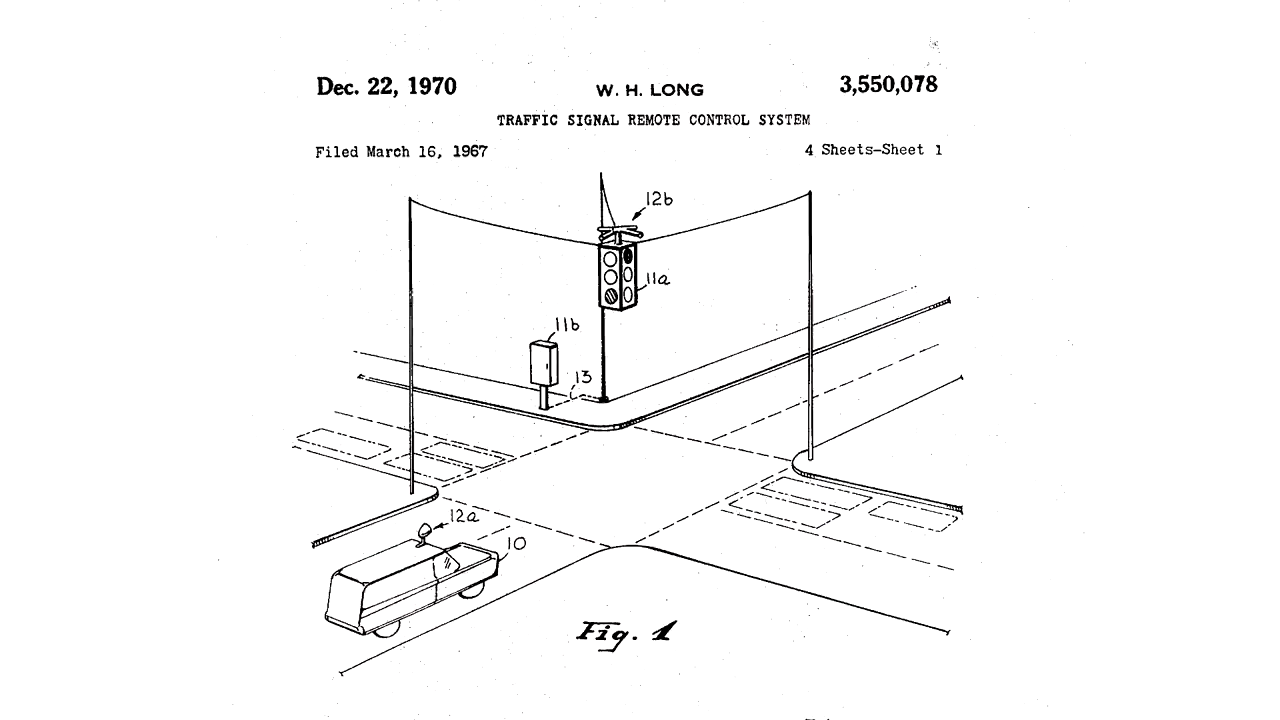 Dec. 22, 1970 W. H. LONG 3,550,078
TRAFFIC SIGNAL REMOTE CONTROL SYSTEM
Filed March 16, 1967 4 Sheets-Sheet 1
12b
11a
11b
13
12a
10
Fig. 1